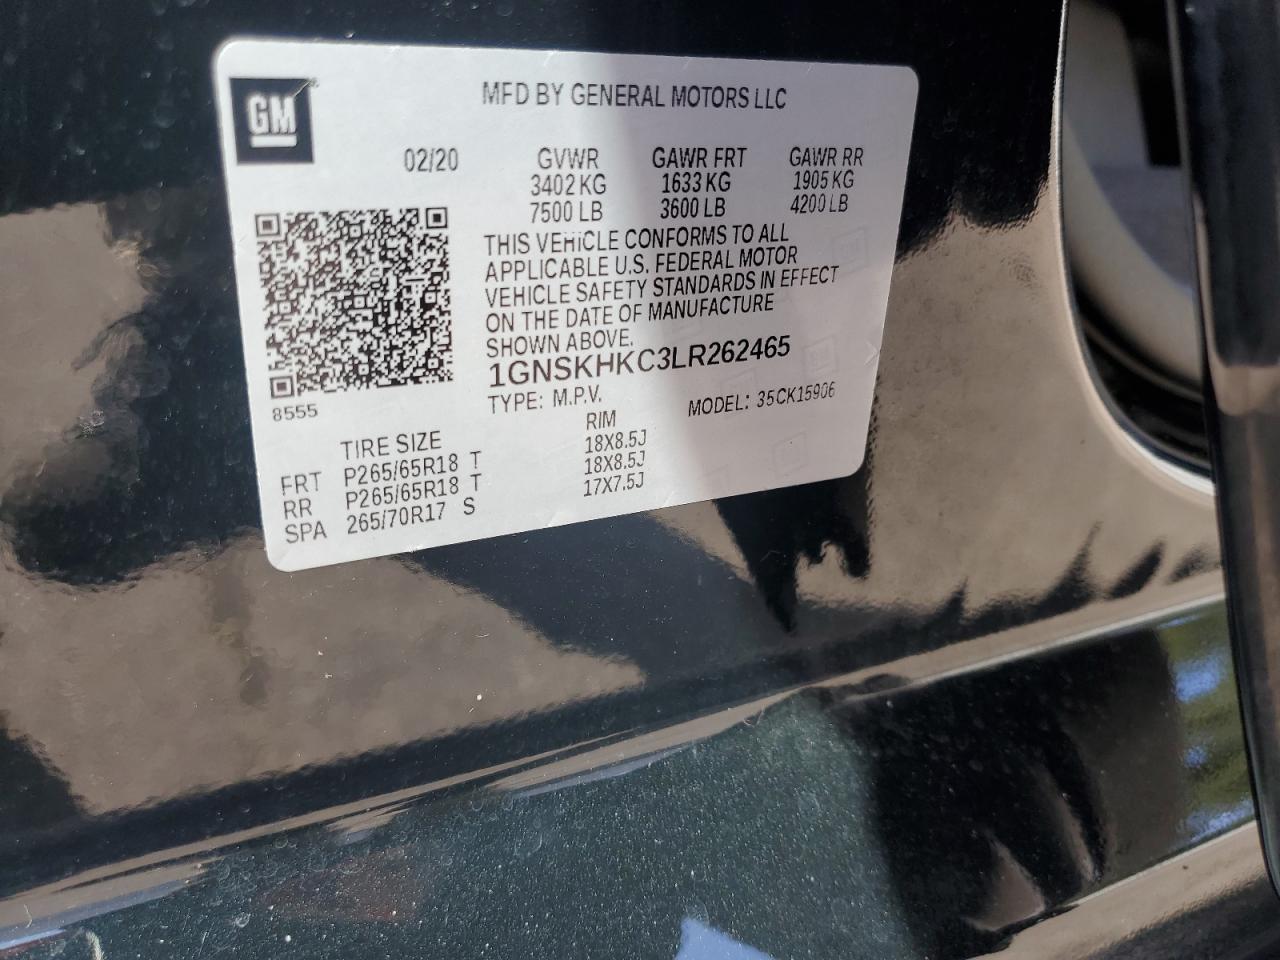 GM
MFD BY GENERAL MOTORS LLC
02/20 GVWR GAWR FRT GAWR RR
3402 KG 1633 KG 1905 KG
7500 LB 3600 LB 4200 LB
THIS VEHICLE CONFORMS TO ALL
APPLICABLE U.S. FEDERAL MOTOR
VEHICLE SAFETY STANDARDS IN EFFECT
ON THE DATE OF MANUFACTURE
SHOWN ABOVE.
1GNSKHKC3LR262465
8555 TYPE: M.P.V. MODEL: 35CK15906
TIRE SIZE RIM
FRT P265/65R18 T 18X8.5J
RR P265/65R18 T 18X8.5J
SPA 265/70R17 S 17X7.5J